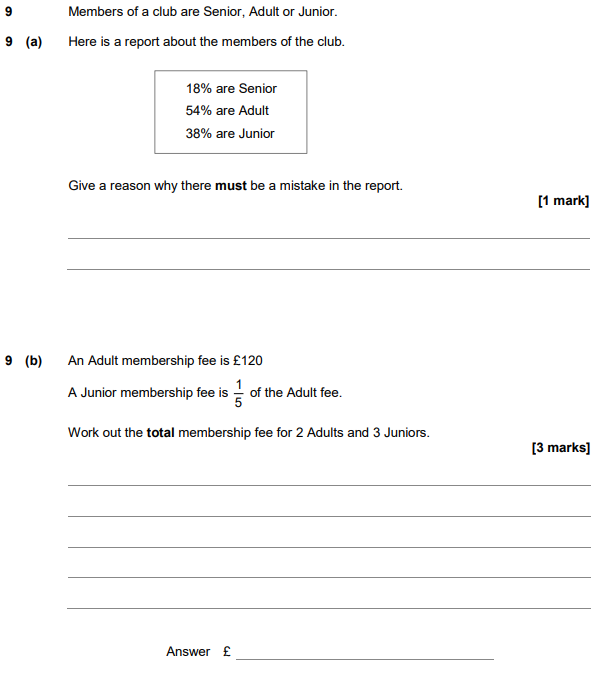 9 Members of a club are Senior, Adult or Junior.
9 (a) Here is a report about the members of the club.
18% are Senior
54% are Adult
38% are Junior
Give a reason why there must be a mistake in the report.
[1 mark]
9 (b) An Adult membership fee is £120
A Junior membership fee is 1/5 of the Adult fee.
Work out the total membership fee for 2 Adults and 3 Juniors.
[3 marks]
Answer £